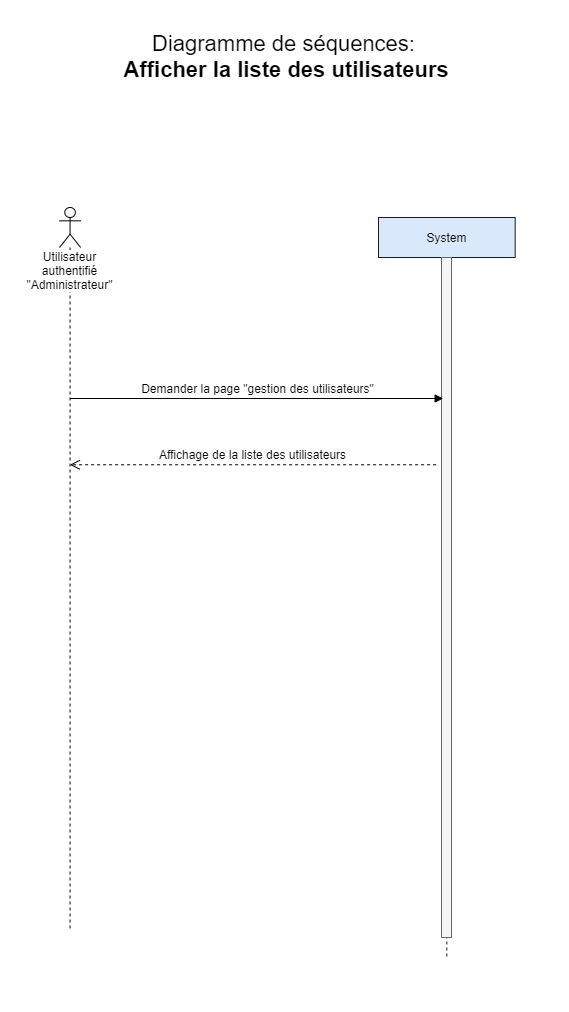 Diagramme de séquences:
Afficher la liste des utilisateurs
Utilisateur
authentifié
"Administrateur"
System
Demander la page "gestion des utilisateurs"
Affichage de la liste des utilisateurs